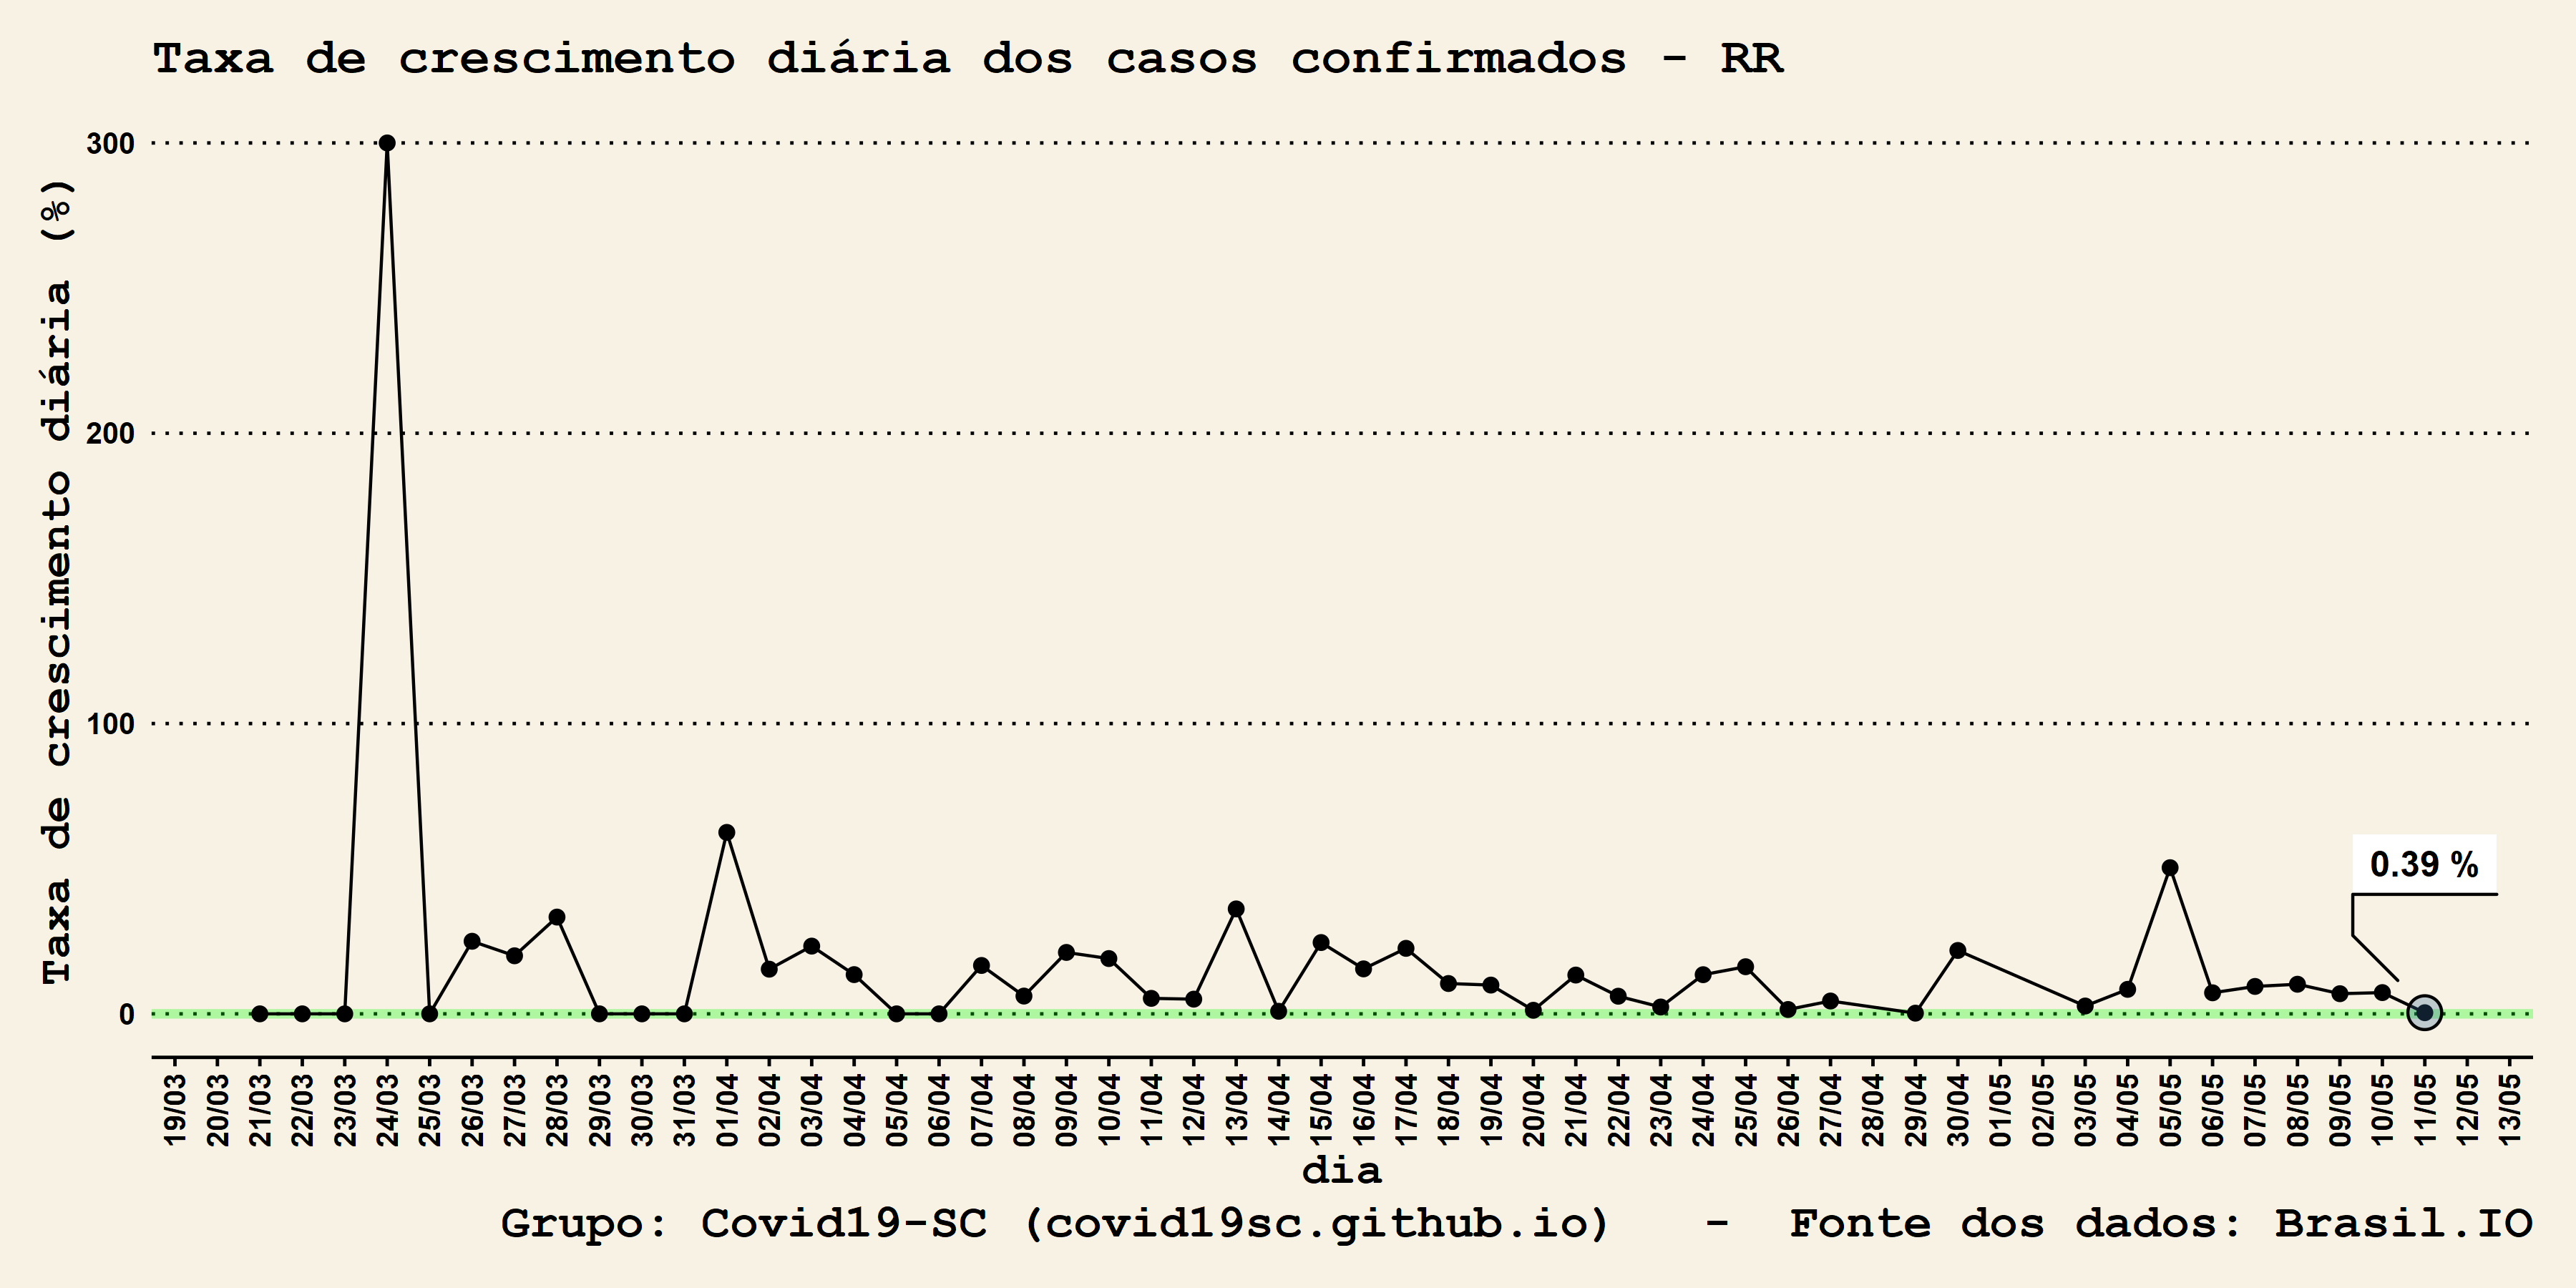 Taxa de crescimento diária dos casos confirmados - RR
Taxa de crescimento diária (%)
300
200
100
0
0.39 %
19/03 20/03 21/03 22/03 23/03 24/03 25/03 26/03 27/03 28/03 29/03 30/03 31/03 01/04 02/04 03/04 04/04 05/04 06/04 07/04 08/04 09/04 10/04 11/04 12/04 13/04 14/04 15/04 16/04 17/04 18/04 19/04 20/04 21/04 22/04 23/04 24/04 25/04 26/04 27/04 28/04 29/04 30/04 01/05 02/05 03/05 04/05 05/05 06/05 07/05 08/05 09/05 10/05 11/05 12/05 13/05
dia
Grupo: Covid19-SC (covid19sc.github.io) - Fonte dos dados: Brasil.IO